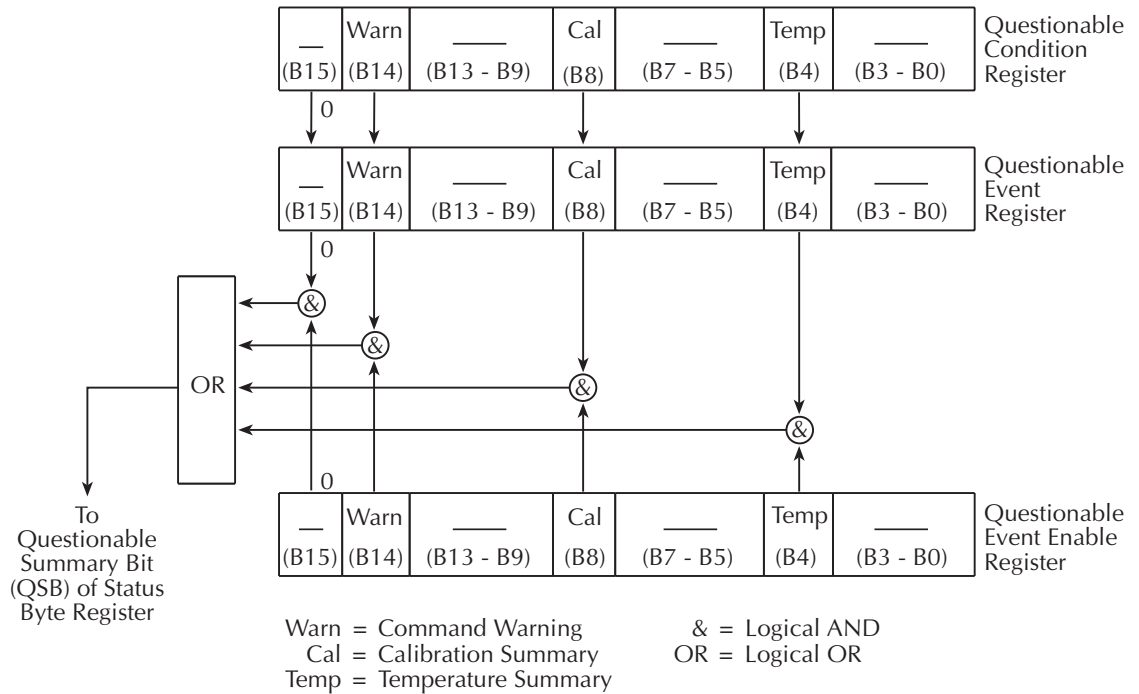 Warn Cal Temp
(B15) (B14) (B13 - B9) (B8) (B7 - B5) (B4) (B3 - B0)
Questionable
Condition
Register
0
Warn Cal Temp
(B15) (B14) (B13 - B9) (B8) (B7 - B5) (B4) (B3 - B0)
Questionable
Event
Register
0
&
&
OR
&
&
0
Warn Cal Temp
(B15) (B14) (B13 - B9) (B8) (B7 - B5) (B4) (B3 - B0)
Questionable
Event Enable
Register
To
Questionable
Summary Bit
(QSB) of Status
Byte Register
Warn = Command Warning
Cal = Calibration Summary
Temp = Temperature Summary
& = Logical AND
OR = Logical OR